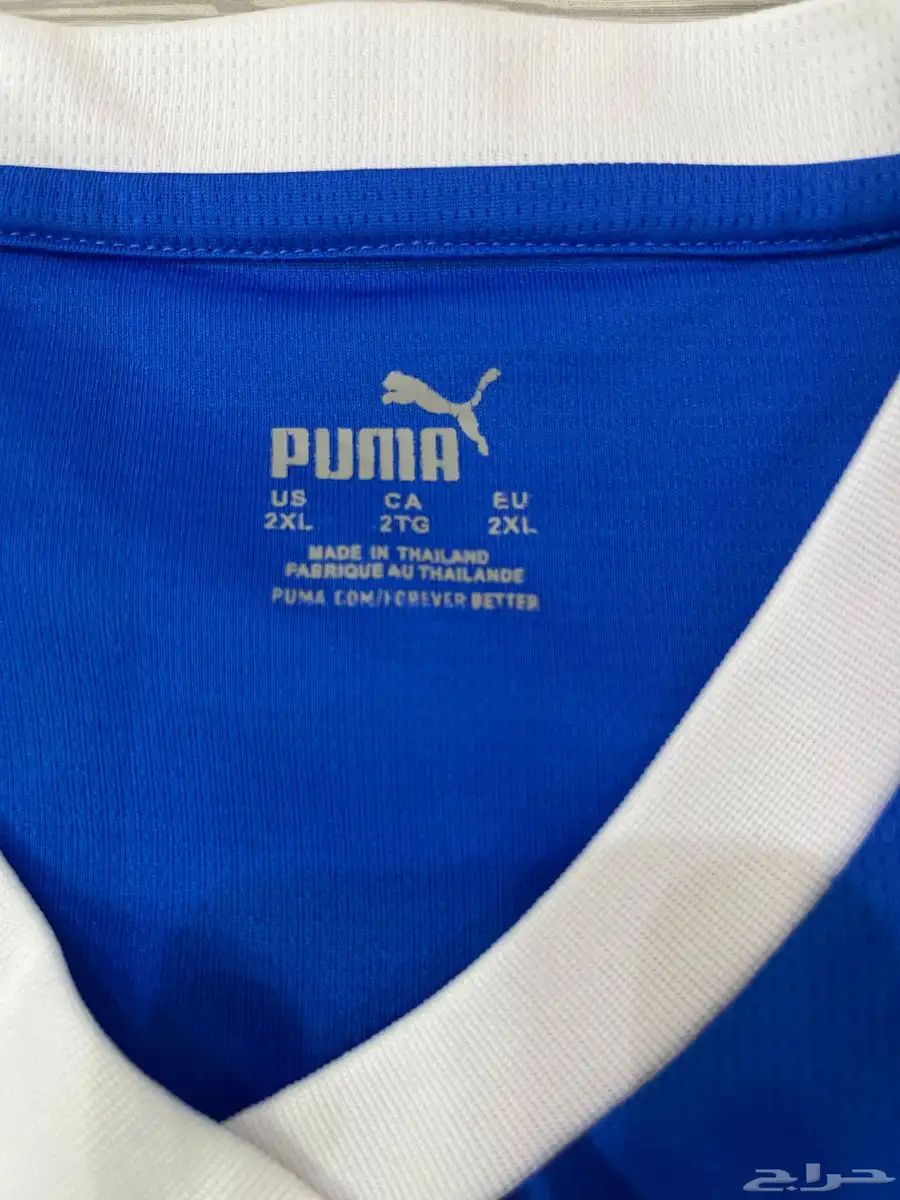 PUMA
US CA EU
2XL 2TG 2XL
MADE IN THAILAND
FABRIQUE AU THAILANDE
PUMA.COM/FOREVER BETTER
حراج